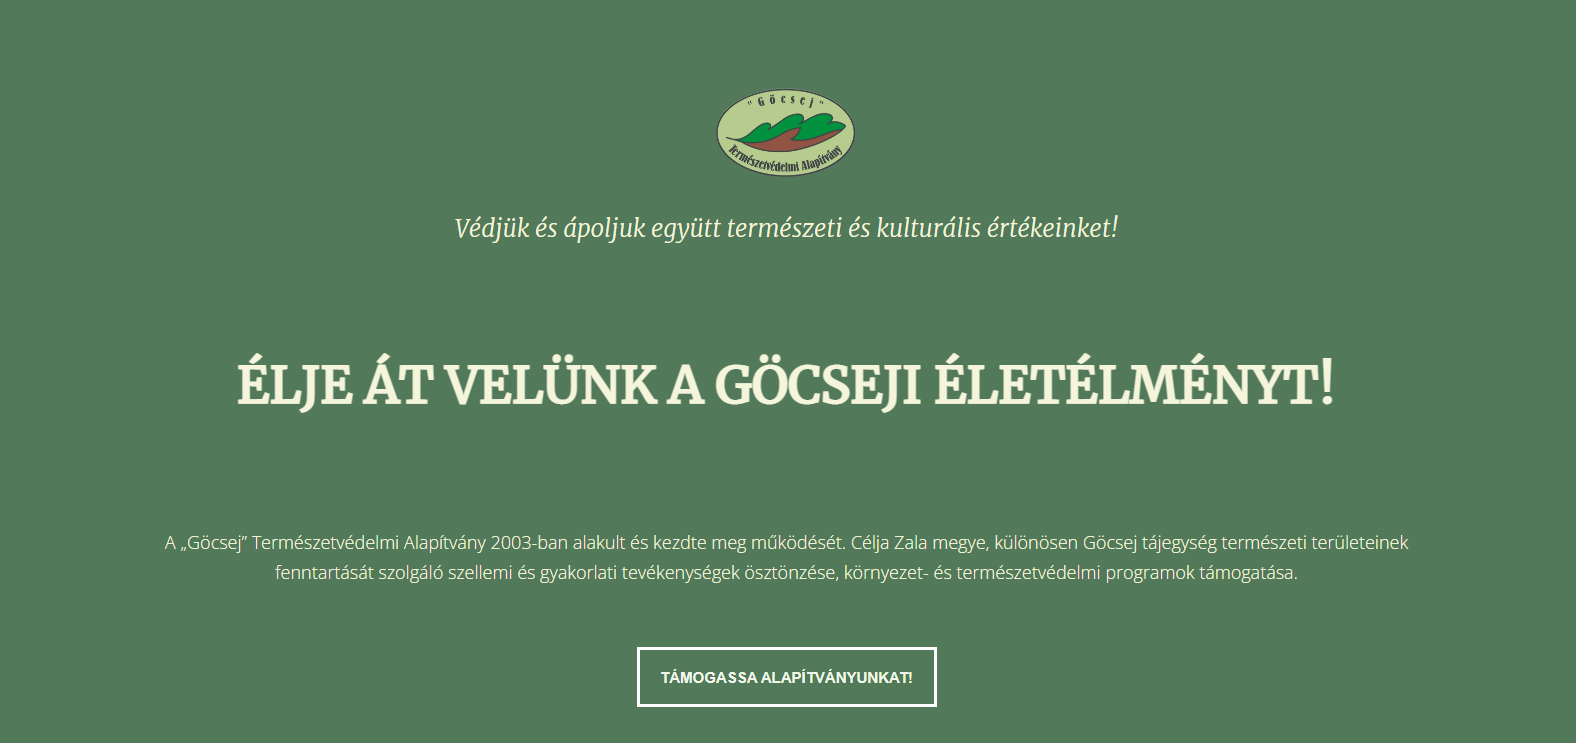 "Göcsej"
Természetvédelmi Alapítvány
Védjük és ápoljuk együtt természeti és kulturális értékeinket!
ÉLJE ÁT VELÜNK A GÖCSEJI ÉLETÉLMÉNYT!
A „Göcsej” Természetvédelmi Alapítvány 2003-ban alakult és kezdte meg működését. Célja Zala megye, különösen Göcsej tájegység természeti területeinek
fenntartását szolgáló szellemi és gyakorlati tevékenységek ösztönzése, környezet- és természetvédelmi programok támogatása.
TÁMOGASSA ALAPÍTVÁNYUNKAT!